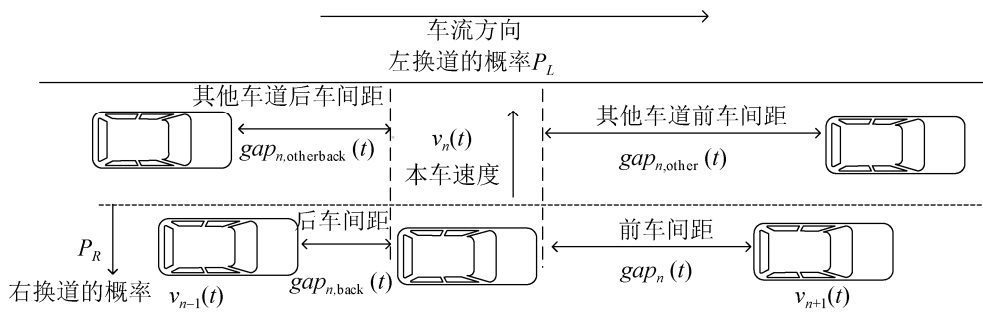 车流方向
左换道的概率P_L
其他车道后车间距
其他车道前车间距
v_n(t)
gap_{n,otherback}(t)
gap_{n,other}(t)
本车速度
后车间距
前车间距
P_R
gap_{n,back}(t)
gap_n(t)
右换道的概率
v_{n−1}(t)
v_{n+1}(t)